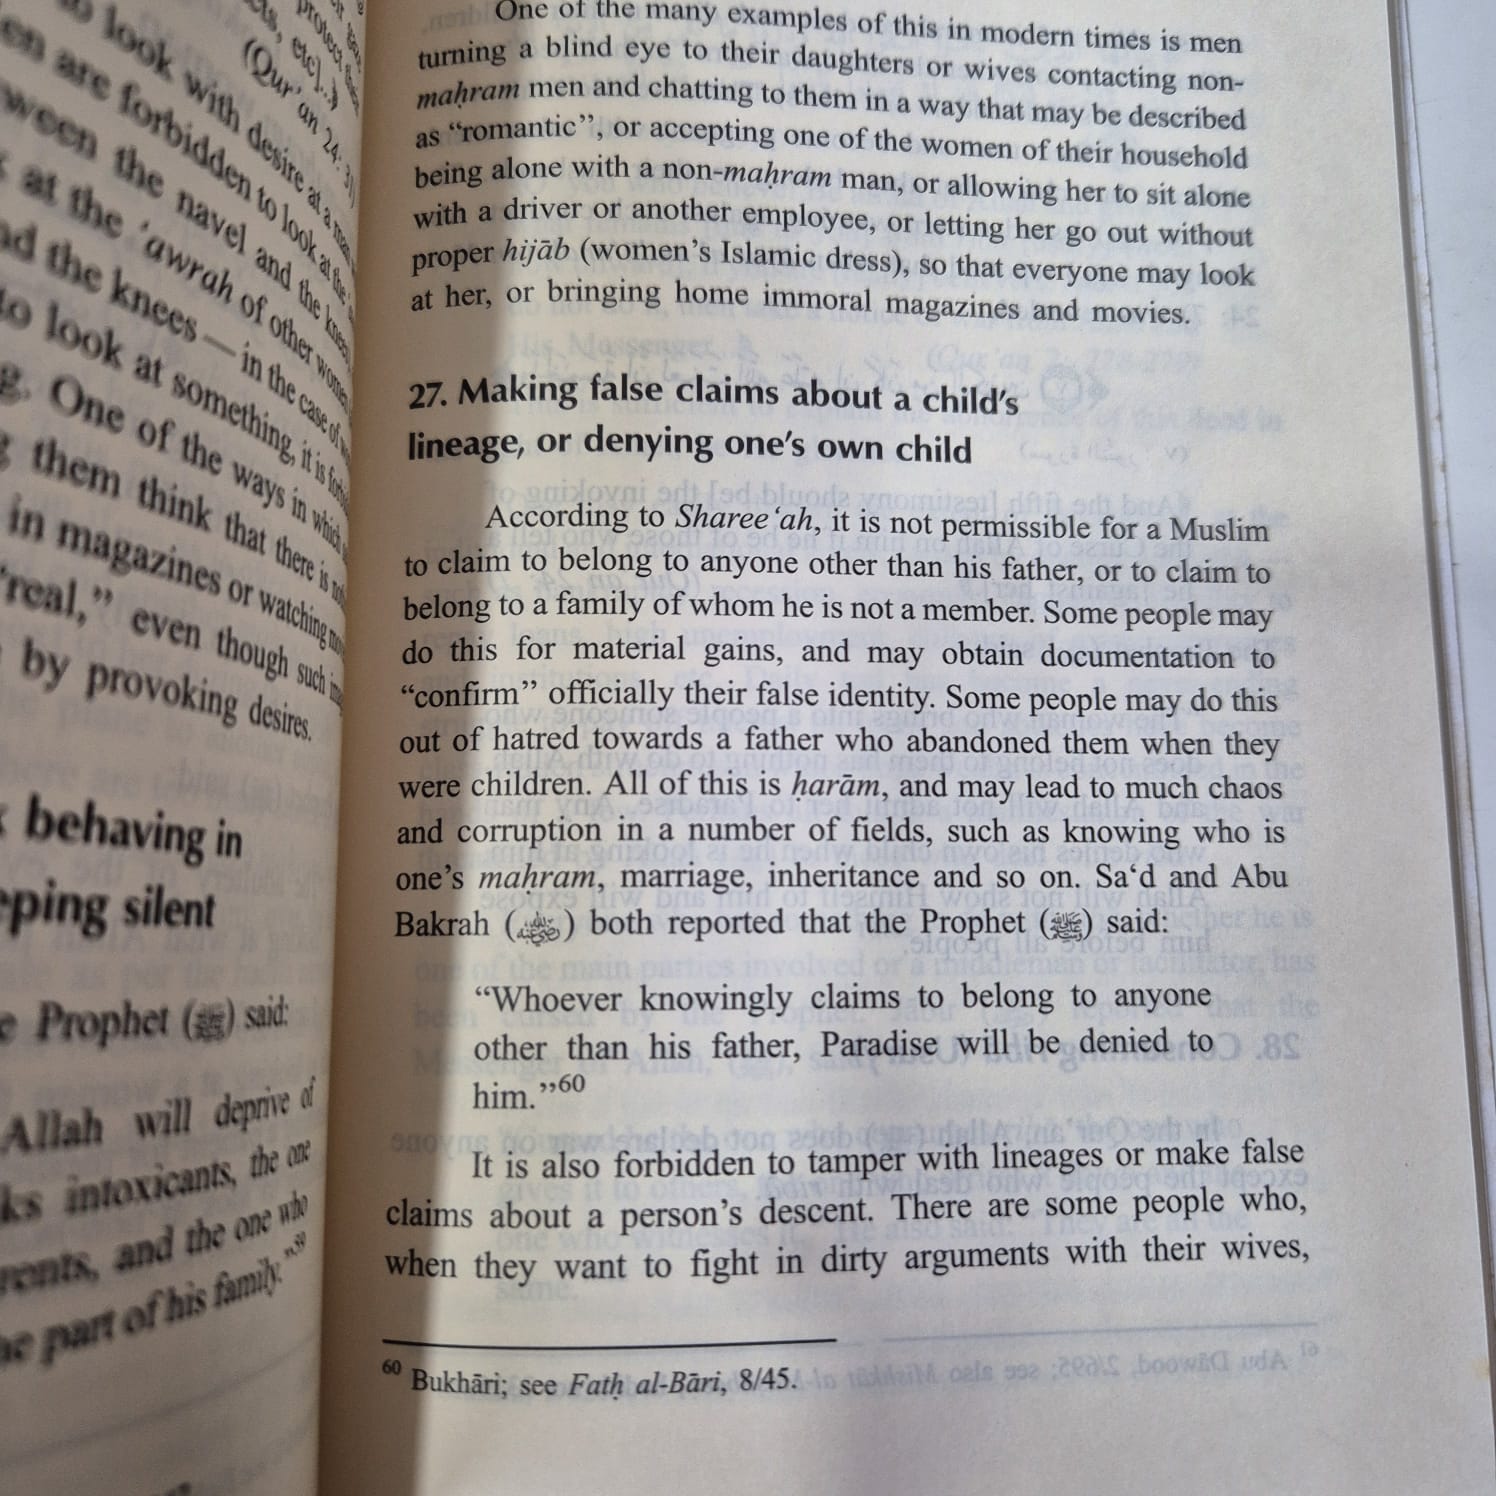 look with desire at a man
protect their
etc)..)
(Qur'an 24: 31)
are forbidden to look at the
the navel and the knees
at the 'awrah of other women
the knees — in the case of
to look at something, it is
One of the ways in which
them think that there is
in magazines or watching
“real,” even though such
by provoking desires.
behaving in
silent
Prophet (ﷺ) said:
Allah will deprive of
intoxicants, the one
and the one who
part of his family.”59
One of the many examples of this in modern times is men
turning a blind eye to their daughters or wives contacting non-
maḥram men and chatting to them in a way that may be described
as “romantic”, or accepting one of the women of their household
being alone with a non-maḥram man, or allowing her to sit alone
with a driver or another employee, or letting her go out without
proper hijāb (women’s Islamic dress), so that everyone may look
at her, or bringing home immoral magazines and movies.
27. Making false claims about a child’s
lineage, or denying one’s own child
According to Sharee‘ah, it is not permissible for a Muslim
to claim to belong to anyone other than his father, or to claim to
belong to a family of whom he is not a member. Some people may
do this for material gains, and may obtain documentation to
“confirm” officially their false identity. Some people may do this
out of hatred towards a father who abandoned them when they
were children. All of this is ḥarām, and may lead to much chaos
and corruption in a number of fields, such as knowing who is
one’s maḥram, marriage, inheritance and so on. Sa‘d and Abu
Bakrah (رضي الله عنه) both reported that the Prophet (ﷺ) said:
“Whoever knowingly claims to belong to anyone
other than his father, Paradise will be denied to
him.”60
It is also forbidden to tamper with lineages or make false
claims about a person’s descent. There are some people who,
when they want to fight in dirty arguments with their wives,
60 Bukhāri; see Fatḥ al-Bāri, 8/45.